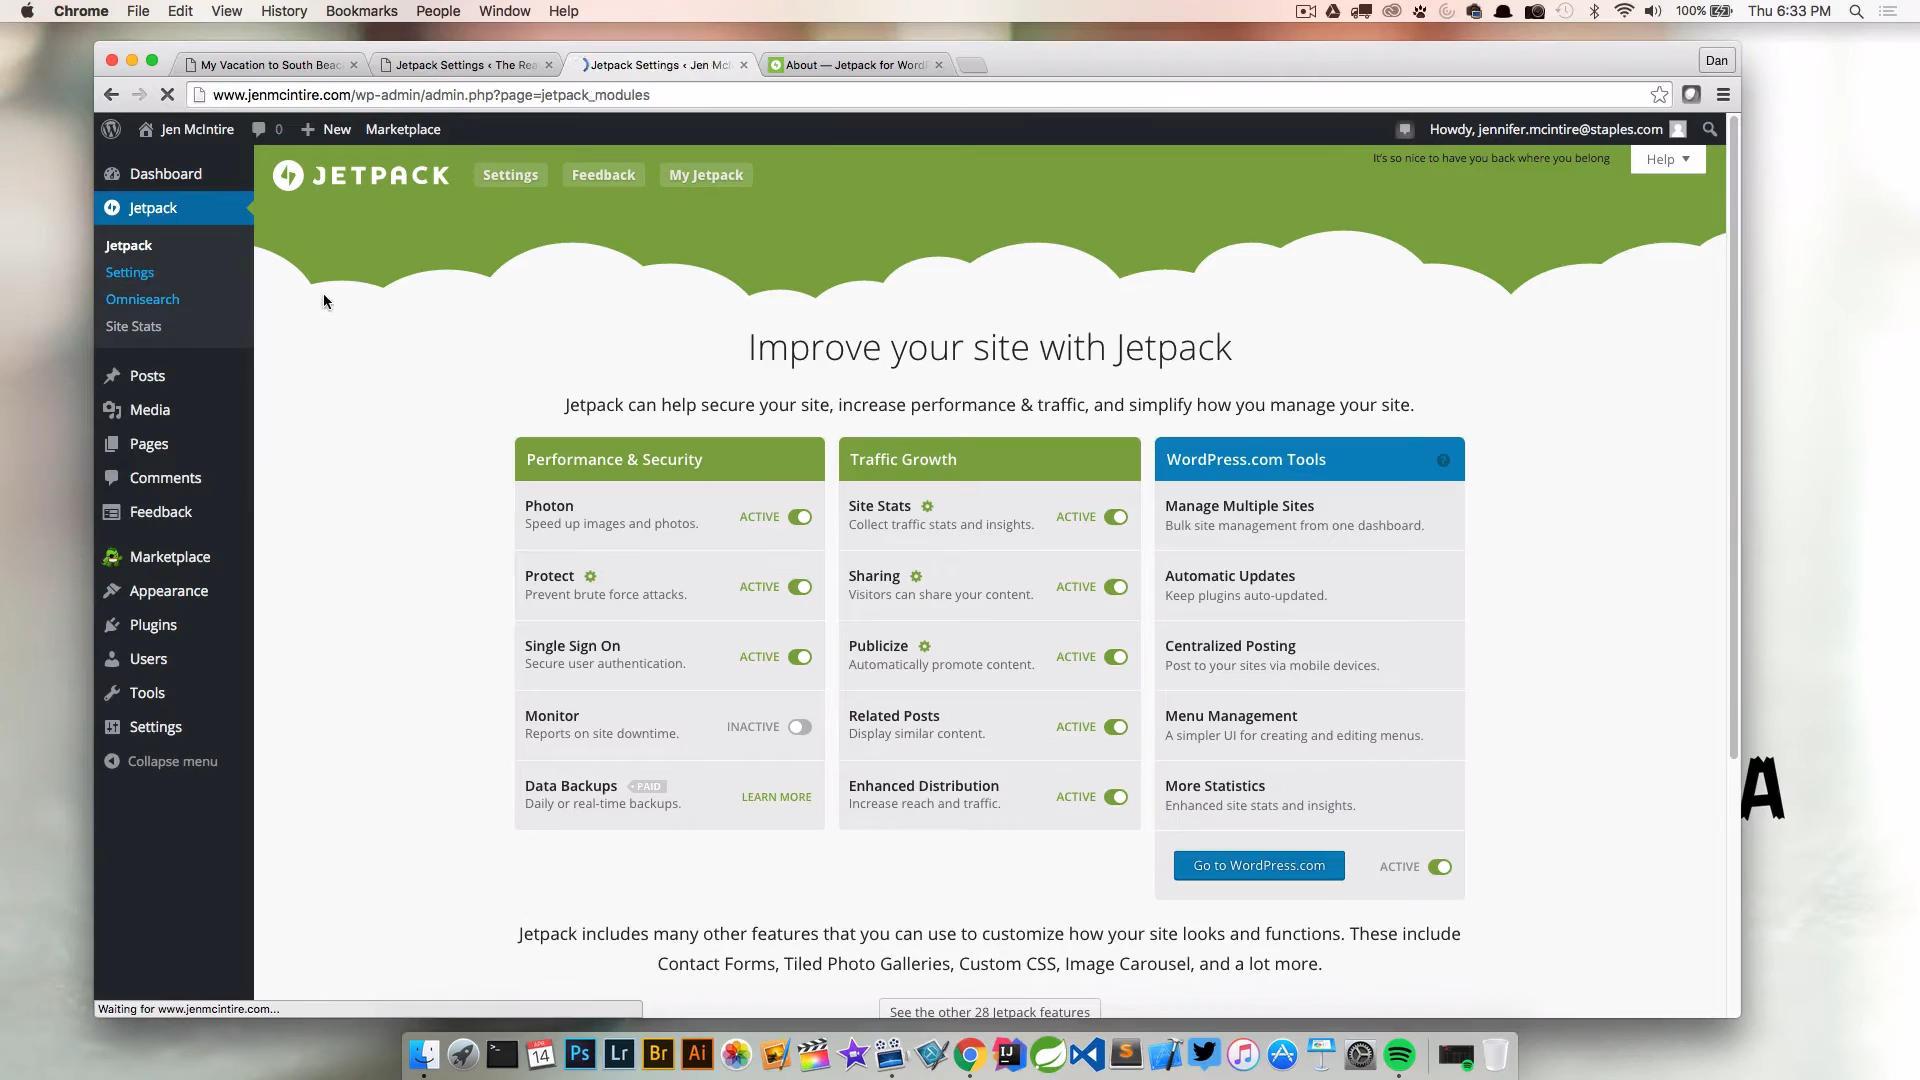 Chrome File Edit View History Bookmarks People Window Help 100% Thu 6:33 PM
My Vacation to South Beac Jetpack Settings ‹ The Rea Jetpack Settings ‹ Jen McI About — Jetpack for WordP Dan
www.jenmcintire.com/wp-admin/admin.php?page=jetpack_modules
Jen McIntire 0 New Marketplace Howdy, jennifer.mcintire@staples.com
It's so nice to have you back where you belong Help
JETPACK Settings Feedback My Jetpack
Dashboard
Jetpack
Jetpack
Settings
Omnisearch
Site Stats
Posts
Media
Pages
Comments
Feedback
Marketplace
Appearance
Plugins
Users
Tools
Settings
Collapse menu
Improve your site with Jetpack
Jetpack can help secure your site, increase performance & traffic, and simplify how you manage your site.
Performance & Security
Photon
Speed up images and photos.
ACTIVE
Protect
Prevent brute force attacks.
ACTIVE
Single Sign On
Secure user authentication.
ACTIVE
Monitor
Reports on site downtime.
INACTIVE
Data Backups PAID
Daily or real-time backups.
LEARN MORE
Traffic Growth
Site Stats
Collect traffic stats and insights.
ACTIVE
Sharing
Visitors can share your content.
ACTIVE
Publicize
Automatically promote content.
ACTIVE
Related Posts
Display similar content.
ACTIVE
Enhanced Distribution
Increase reach and traffic.
ACTIVE
WordPress.com Tools ?
Manage Multiple Sites
Bulk site management from one dashboard.
Automatic Updates
Keep plugins auto-updated.
Centralized Posting
Post to your sites via mobile devices.
Menu Management
A simpler UI for creating and editing menus.
More Statistics
Enhanced site stats and insights.
Go to WordPress.com ACTIVE
Jetpack includes many other features that you can use to customize how your site looks and functions. These include
Contact Forms, Tiled Photo Galleries, Custom CSS, Image Carousel, and a lot more.
See the other 28 Jetpack features
Waiting for www.jenmcintire.com...
A
APR 14 Ps Lr Br Ai IJ S